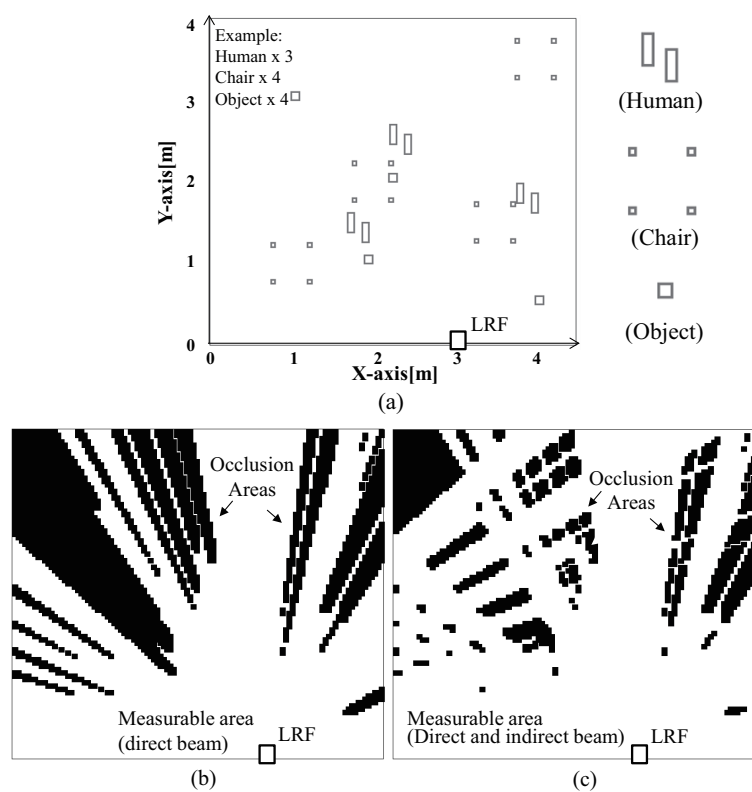 4
Example:
Human x 3
Chair x 4
Object x 4
3
Y-axis[m]
2
1
0
LRF
0 1 2 3 4
X-axis[m]
(Human)
(Chair)
(Object)
(a)
Occlusion
Areas
Measurable area
(direct beam)
LRF
(b)
Occlusion
Areas
Measurable area
(Direct and indirect beam)
LRF
(c)